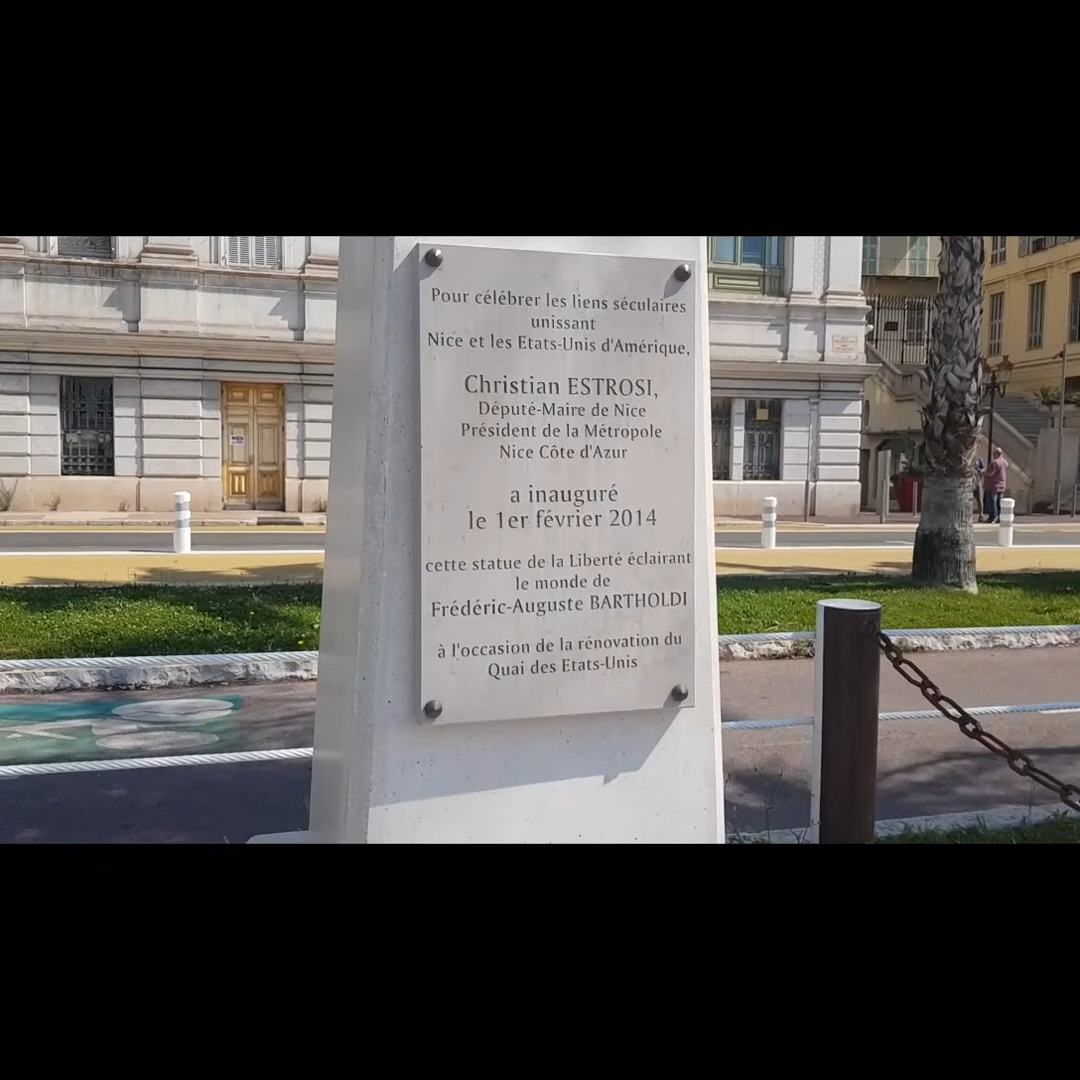 Pour célébrer les liens séculaires
unissant
Nice et les Etats-Unis d'Amérique,
Christian ESTROSI,
Député-Maire de Nice
Président de la Métropole
Nice Côte d'Azur
a inauguré
le 1er février 2014
cette statue de la Liberté éclairant
le monde de
Frédéric-Auguste BARTHOLDI
à l'occasion de la rénovation du
Quai des Etats-Unis